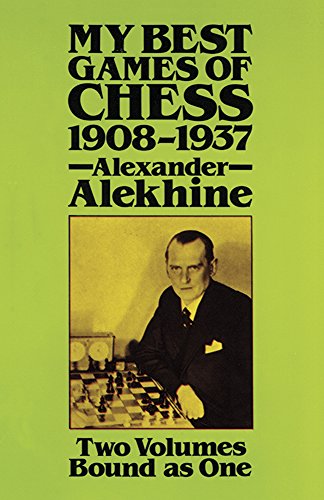 MY BEST
GAMES OF
CHESS
1908–1937
—Alexander—
Alekhine
Two Volumes
Bound as One